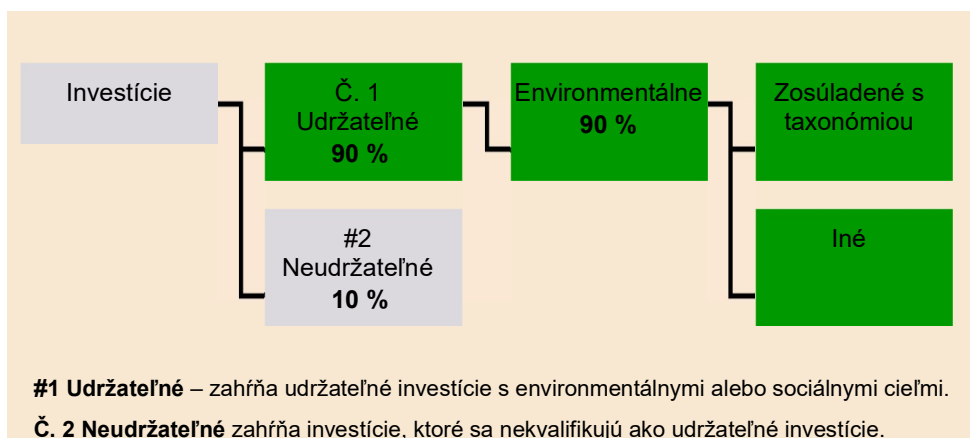 Investície
Č. 1
Udržateľné
90 %
Environmentálne
90 %
Zosúladené s
taxonómiou
#2
Neudržateľné
10 %
Iné
#1 Udržateľné – zahŕňa udržateľné investície s environmentálnymi alebo sociálnymi cieľmi.
Č. 2 Neudržateľné zahŕňa investície, ktoré sa nekvalifikujú ako udržateľné investície.